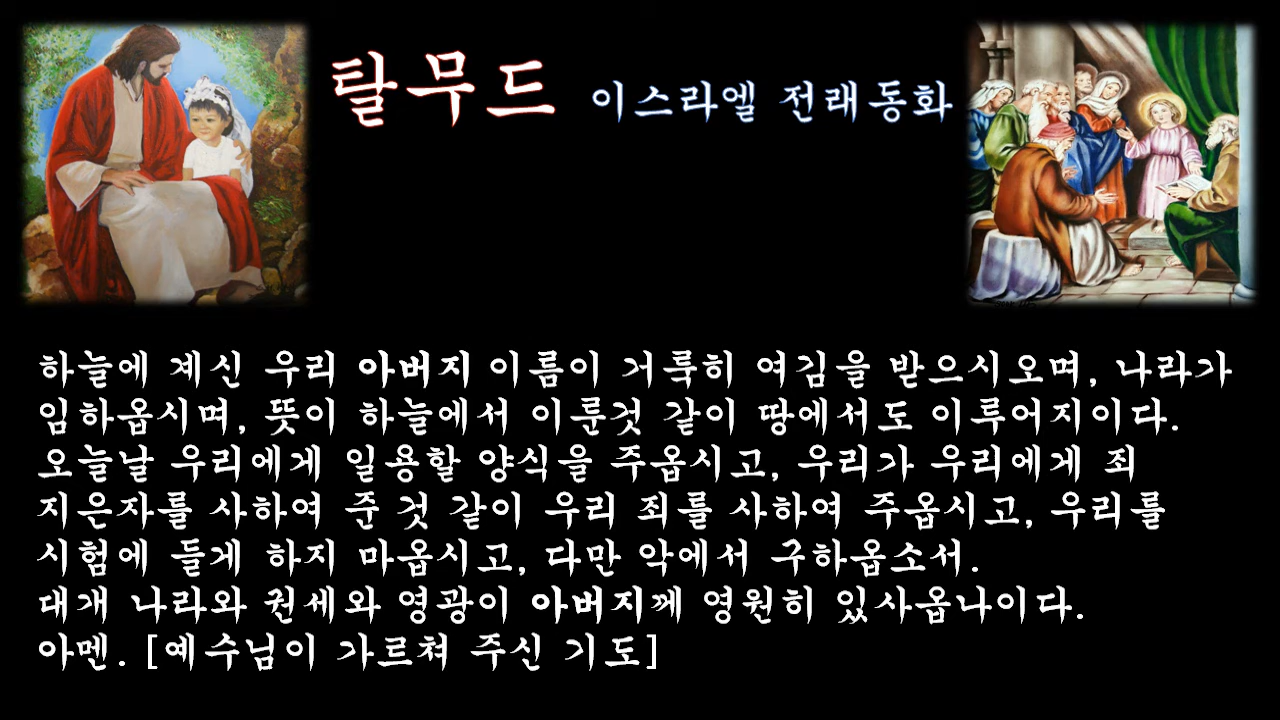 탈무드 이스라엘 전래동화
하늘에 계신 우리 아버지 이름이 거룩히 여김을 받으시오며, 나라가
임하옵시며, 뜻이 하늘에서 이룬것 같이 땅에서도 이루어지이다.
오늘날 우리에게 일용할 양식을 주옵시고, 우리가 우리에게 죄
지은자를 사하여 준 것 같이 우리 죄를 사하여 주옵시고, 우리를
시험에 들게 하지 마옵시고, 다만 악에서 구하옵소서.
대개 나라와 권세와 영광이 아버지께 영원히 있사옵나이다.
아멘. [예수님이 가르쳐 주신 기도]